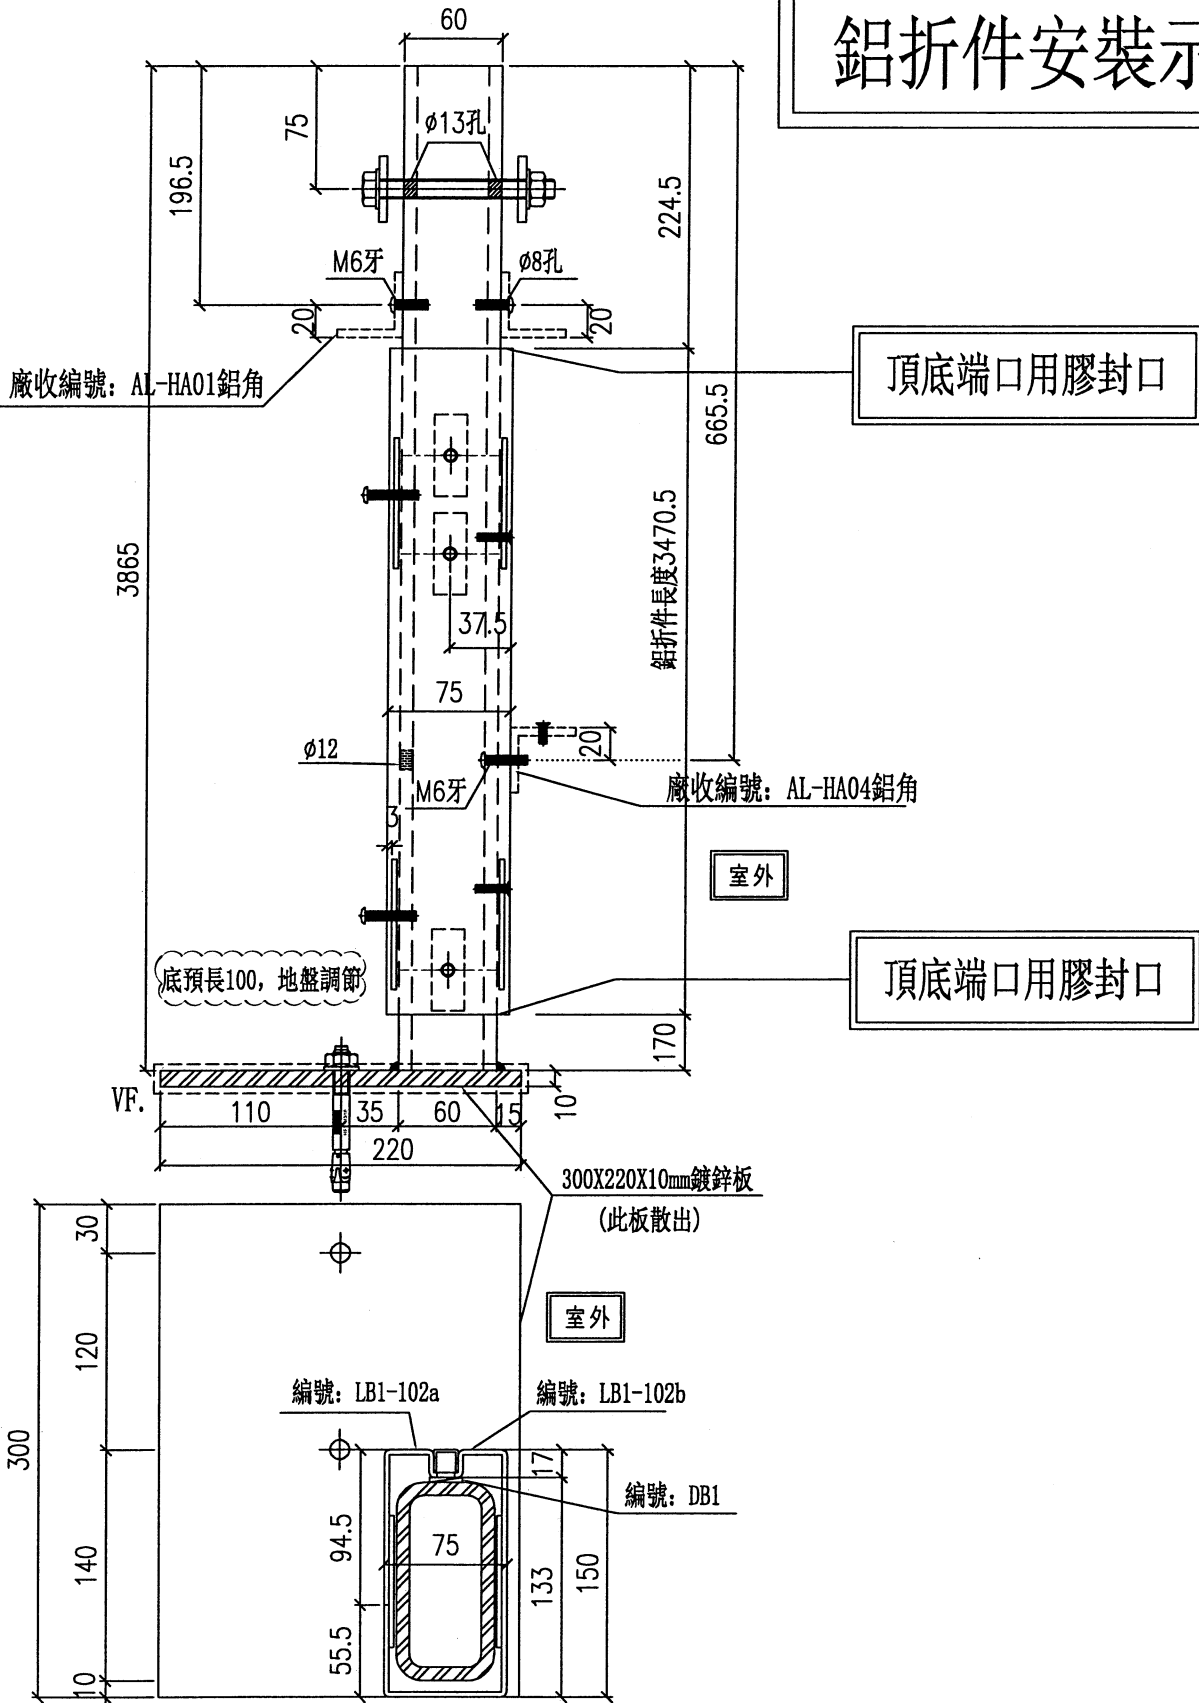 60
鋁折件安裝示
75
196.5
ø13孔
224.5
M6牙
ø8孔
20
20
廠收編號: AL-HA01鋁角
頂底端口用膠封口
665.5
3865
鋁折件長度3470.5
37.5
75
ø12
20
M6牙
廠收編號: AL-HA04鋁角
3
室外
底預長100, 地盤調節
頂底端口用膠封口
170
VF.
110
35
60
15
10
220
300X220X10mm鍍鋅板
(此板散出)
30
室外
120
編號: LB1-102a
編號: LB1-102b
300
17
編號: DB1
94.5
75
140
133
150
55.5
10